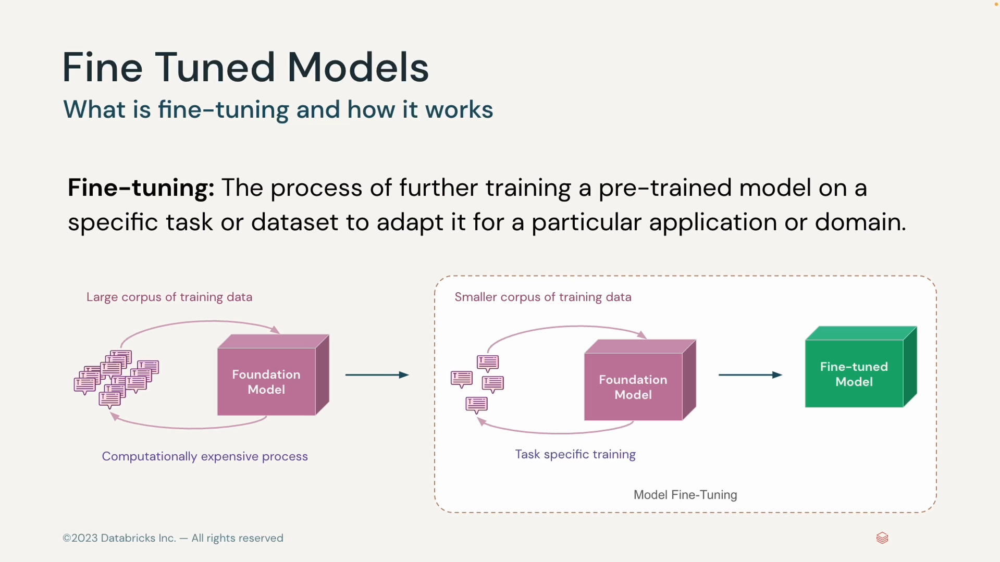 Fine Tuned Models
What is fine-tuning and how it works
Fine-tuning: The process of further training a pre-trained model on a
specific task or dataset to adapt it for a particular application or domain.
Large corpus of training data
Foundation
Model
Computationally expensive process
Smaller corpus of training data
Foundation
Model
Task specific training
Fine-tuned
Model
Model Fine-Tuning
©2023 Databricks Inc. — All rights reserved